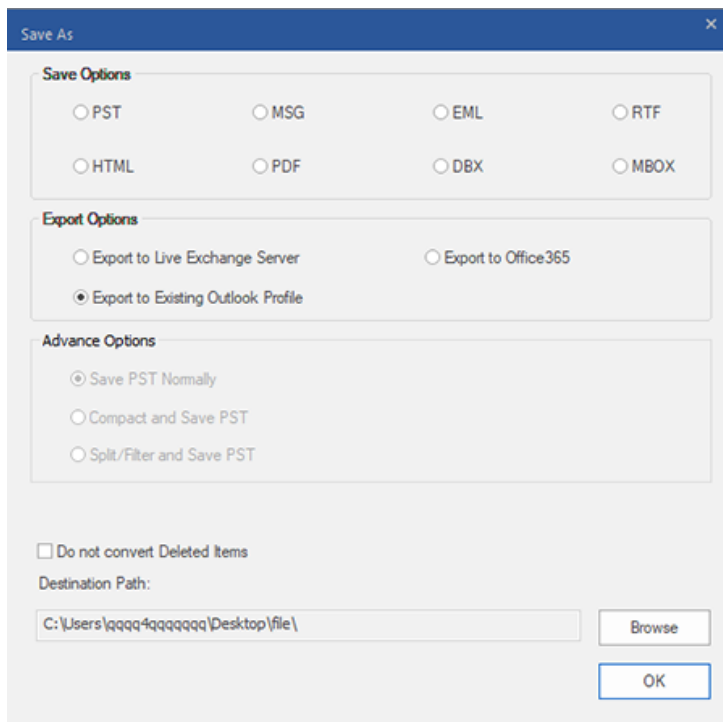 Save As
Save Options
PST MSG EML RTF
HTML PDF DBX MBOX
Export Options
Export to Live Exchange Server Export to Office365
Export to Existing Outlook Profile
Advance Options
Save PST Normally
Compact and Save PST
Split/Filter and Save PST
Do not convert Deleted Items
Destination Path:
C:\Users\qqqq4qqqqqqq\Desktop\file\ Browse
OK